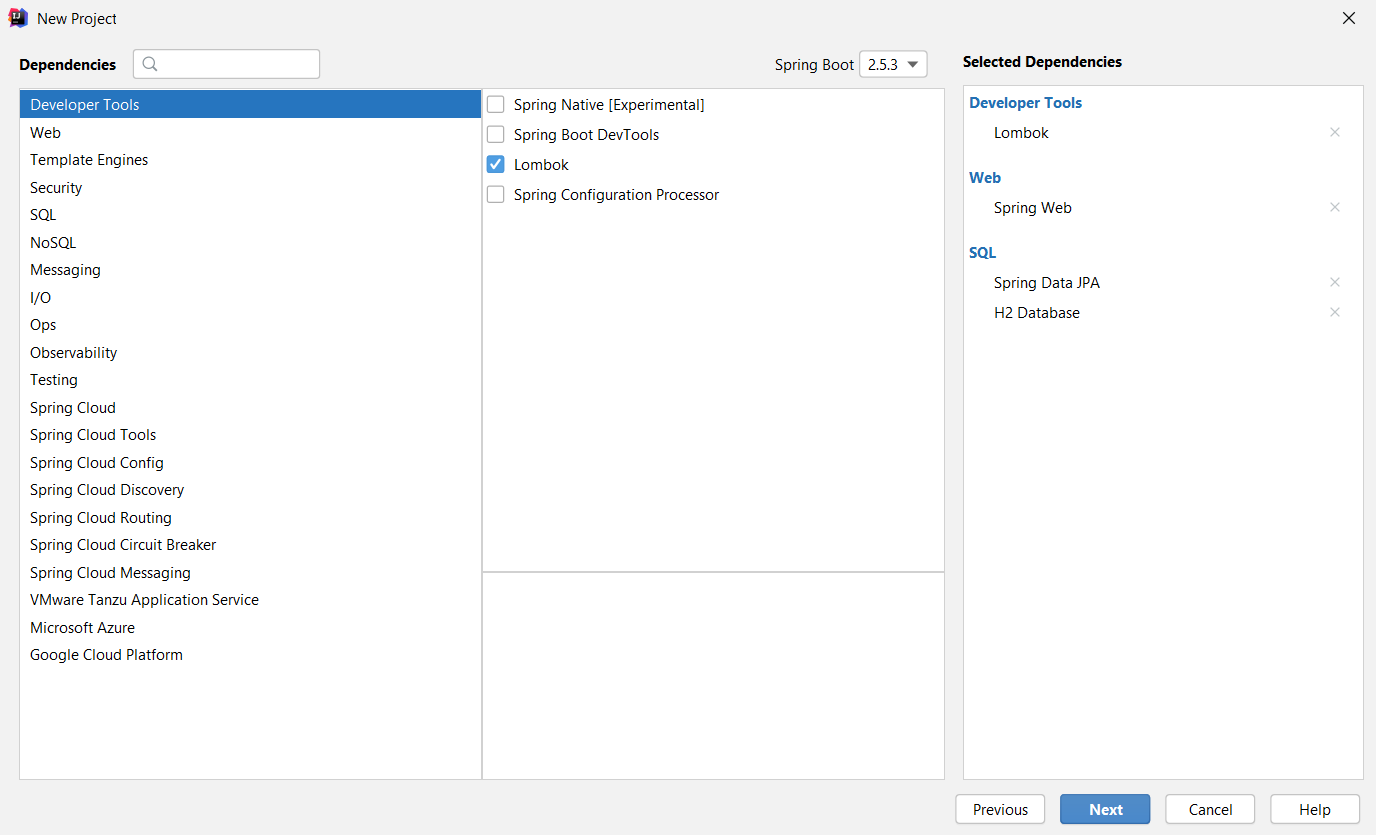 New Project
Dependencies
Spring Boot 2.5.3
Selected Dependencies
Developer Tools
Web
Template Engines
Security
SQL
NoSQL
Messaging
I/O
Ops
Observability
Testing
Spring Cloud
Spring Cloud Tools
Spring Cloud Config
Spring Cloud Discovery
Spring Cloud Routing
Spring Cloud Circuit Breaker
Spring Cloud Messaging
VMware Tanzu Application Service
Microsoft Azure
Google Cloud Platform
Spring Native [Experimental]
Spring Boot DevTools
Lombok
Spring Configuration Processor
Developer Tools
Lombok
Web
Spring Web
SQL
Spring Data JPA
H2 Database
Previous
Next
Cancel
Help